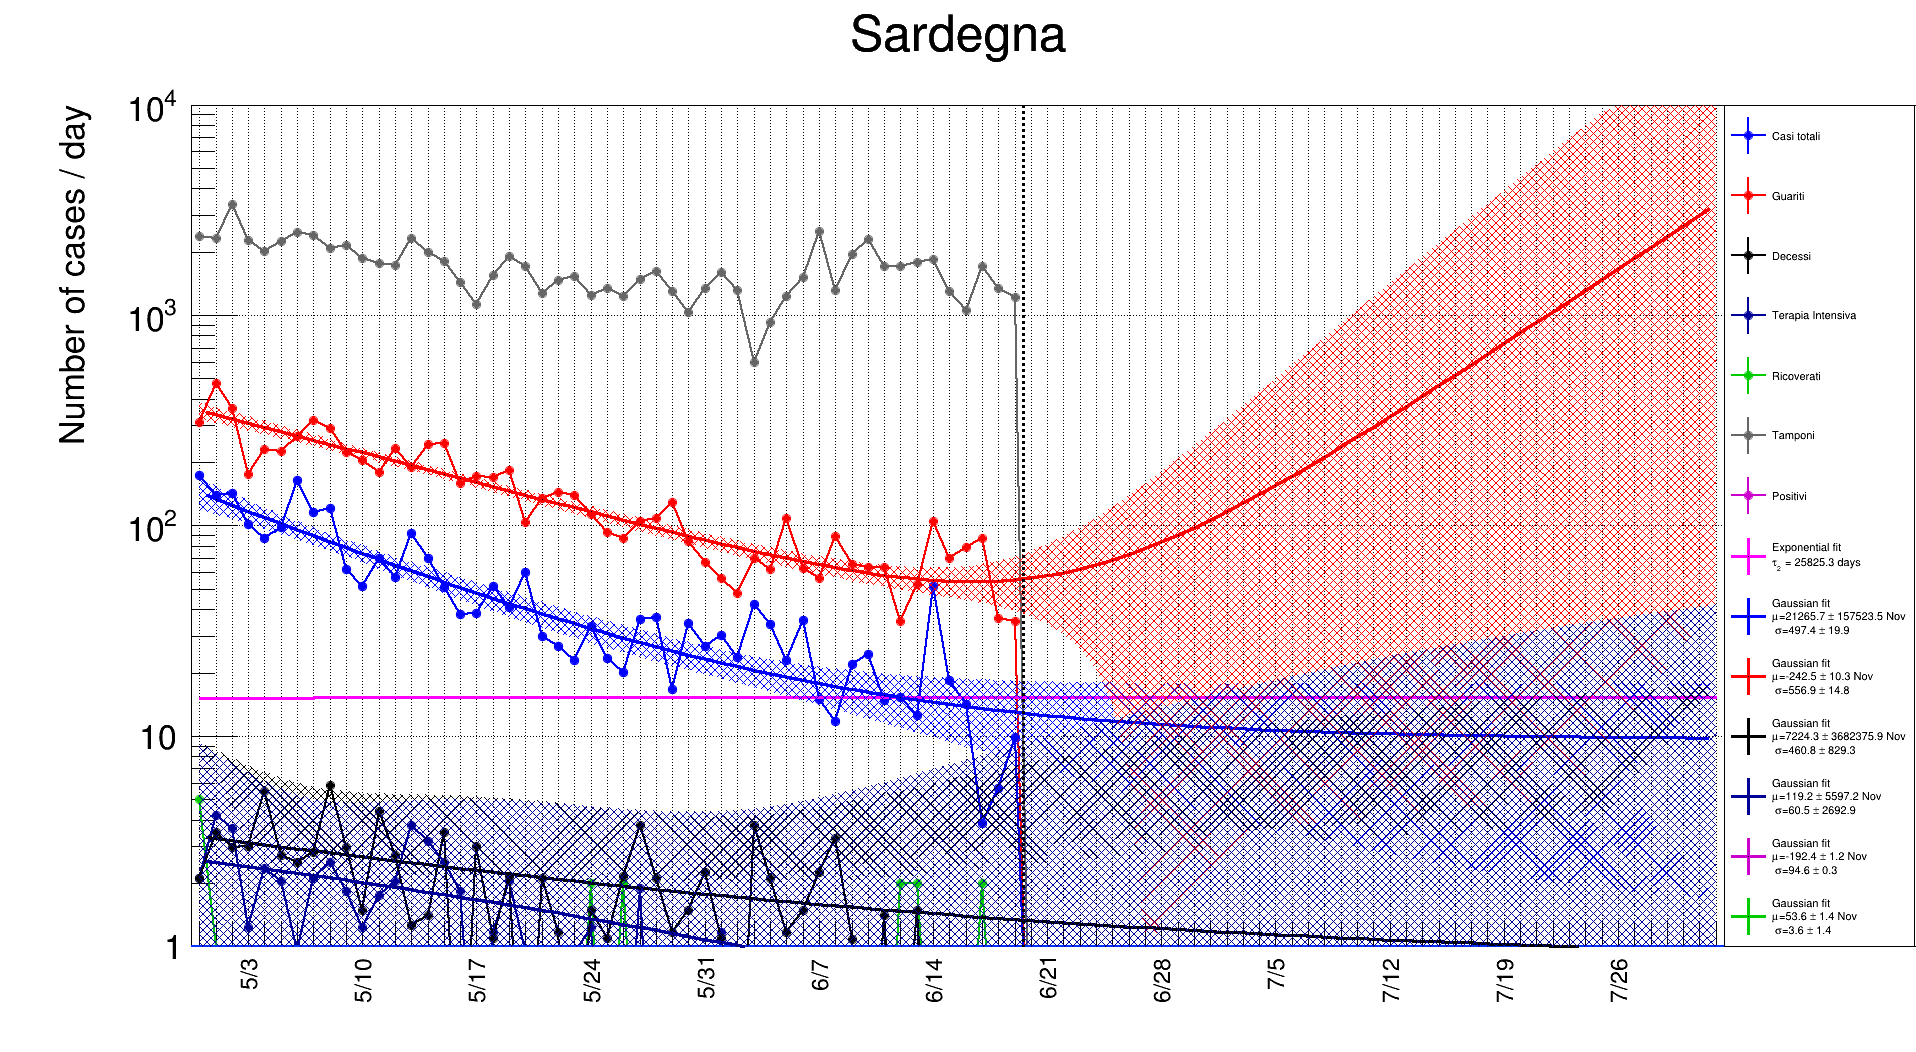 Sardegna
Number of cases / day
10⁴
10³
10²
10
1
5/3
5/10
5/17
5/24
5/31
6/7
6/14
6/21
6/28
7/5
7/12
7/19
7/26
Casi totali
Guariti
Decessi
Terapia Intensiva
Ricoverati
Tamponi
Positivi
Exponential fit
τ₂ = 25825.3 days
Gaussian fit
μ=21265.7 ± 157523.5 Nov
σ=497.4 ± 19.9
Gaussian fit
μ=-242.5 ± 10.3 Nov
σ=556.9 ± 14.8
Gaussian fit
μ=7224.3 ± 3682375.9 Nov
σ=460.8 ± 829.3
Gaussian fit
μ=119.2 ± 5597.2 Nov
σ=60.5 ± 2692.9
Gaussian fit
μ=-192.4 ± 1.2 Nov
σ=94.6 ± 0.3
Gaussian fit
μ=53.6 ± 1.4 Nov
σ=3.6 ± 1.4